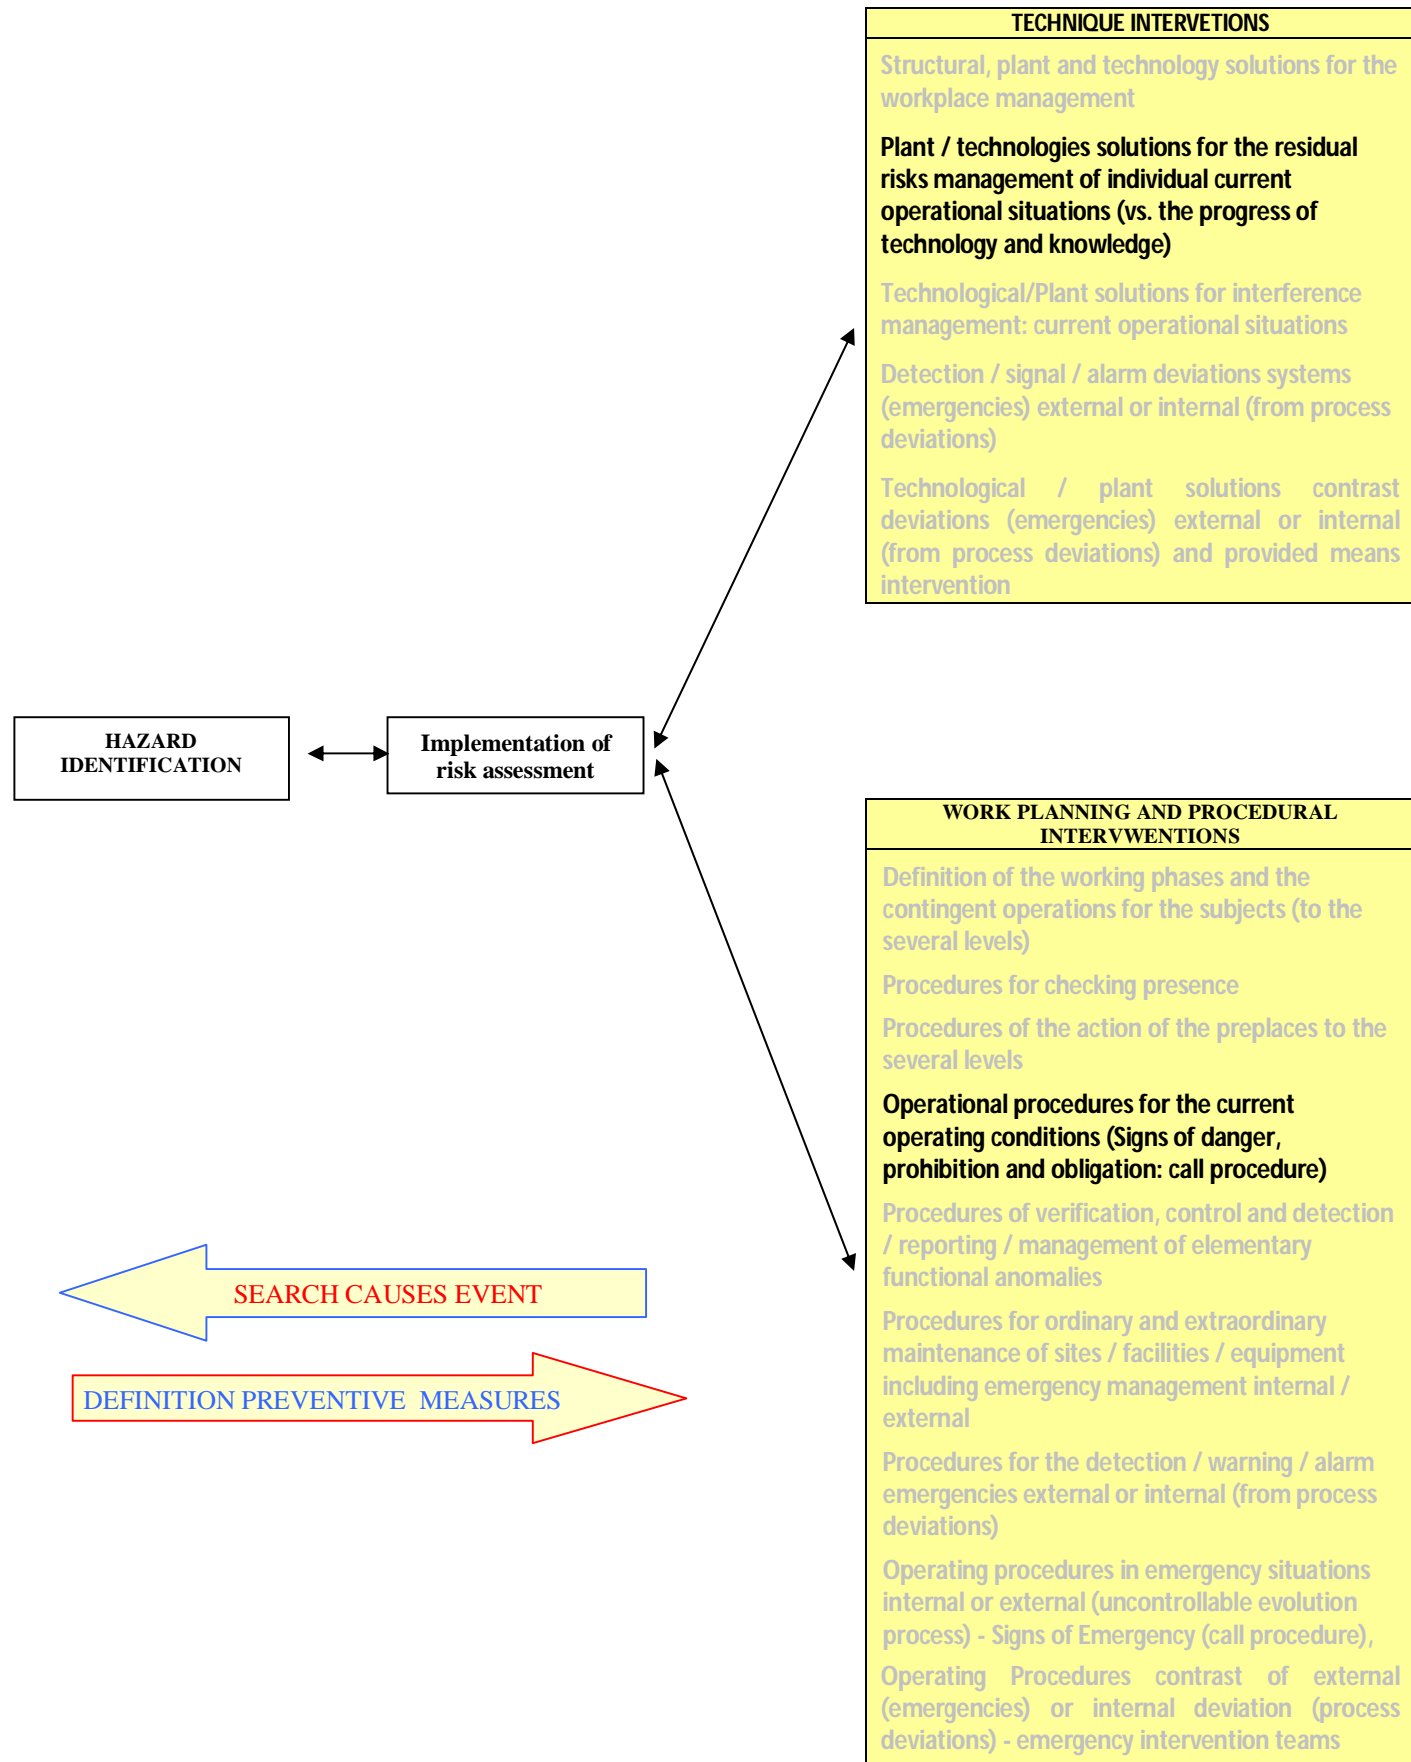 TECHNIQUE INTERVETIONS
Structural, plant and technology solutions for the
workplace management
Plant / technologies solutions for the residual
risks management of individual current
operational situations (vs. the progress of
technology and knowledge)
Technological/Plant solutions for interference
management: current operational situations
Detection / signal / alarm deviations systems
(emergencies) external or internal (from process
deviations)
Technological / plant solutions contrast
deviations (emergencies) external or internal
(from process deviations) and provided means
intervention
HAZARD
IDENTIFICATION
Implementation of
risk assessment
WORK PLANNING AND PROCEDURAL
INTERVWENTIONS
Definition of the working phases and the
contingent operations for the subjects (to the
several levels)
Procedures for checking presence
Procedures of the action of the preplaces to the
several levels
Operational procedures for the current
operating conditions (Signs of danger,
prohibition and obligation: call procedure)
Procedures of verification, control and detection
/ reporting / management of elementary
functional anomalies
Procedures for ordinary and extraordinary
maintenance of sites / facilities / equipment
including emergency management internal /
external
Procedures for the detection / warning / alarm
emergencies external or internal (from process
deviations)
Operating procedures in emergency situations
internal or external (uncontrollable evolution
process) - Signs of Emergency (call procedure),
Operating Procedures contrast of external
(emergencies) or internal deviation (process
deviations) - emergency intervention teams
SEARCH CAUSES EVENT
DEFINITION PREVENTIVE MEASURES